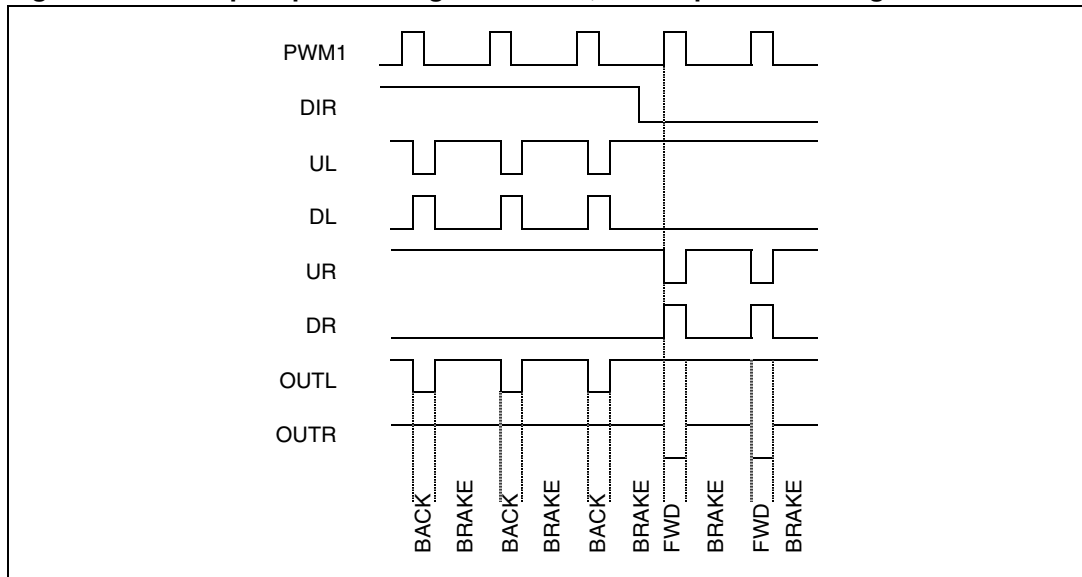 PWM1
DIR
UL
DL
UR
DR
OUTL
OUTR
BACK
BRAKE
BACK
BRAKE
BACK
BRAKE
FWD
BRAKE
FWD
BRAKE